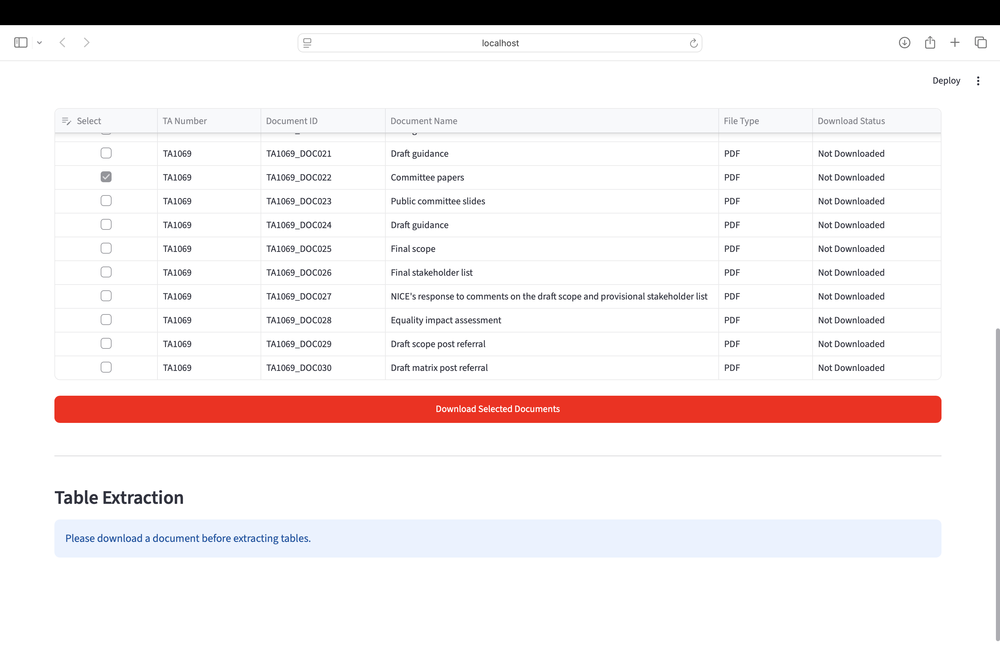 localhost
Deploy
Select TA Number Document ID Document Name File Type Download Status
TA1069 TA1069_DOC021 Draft guidance PDF Not Downloaded
TA1069 TA1069_DOC022 Committee papers PDF Not Downloaded
TA1069 TA1069_DOC023 Public committee slides PDF Not Downloaded
TA1069 TA1069_DOC024 Draft guidance PDF Not Downloaded
TA1069 TA1069_DOC025 Final scope PDF Not Downloaded
TA1069 TA1069_DOC026 Final stakeholder list PDF Not Downloaded
TA1069 TA1069_DOC027 NICE's response to comments on the draft scope and provisional stakeholder list PDF Not Downloaded
TA1069 TA1069_DOC028 Equality impact assessment PDF Not Downloaded
TA1069 TA1069_DOC029 Draft scope post referral PDF Not Downloaded
TA1069 TA1069_DOC030 Draft matrix post referral PDF Not Downloaded
Download Selected Documents
Table Extraction
Please download a document before extracting tables.